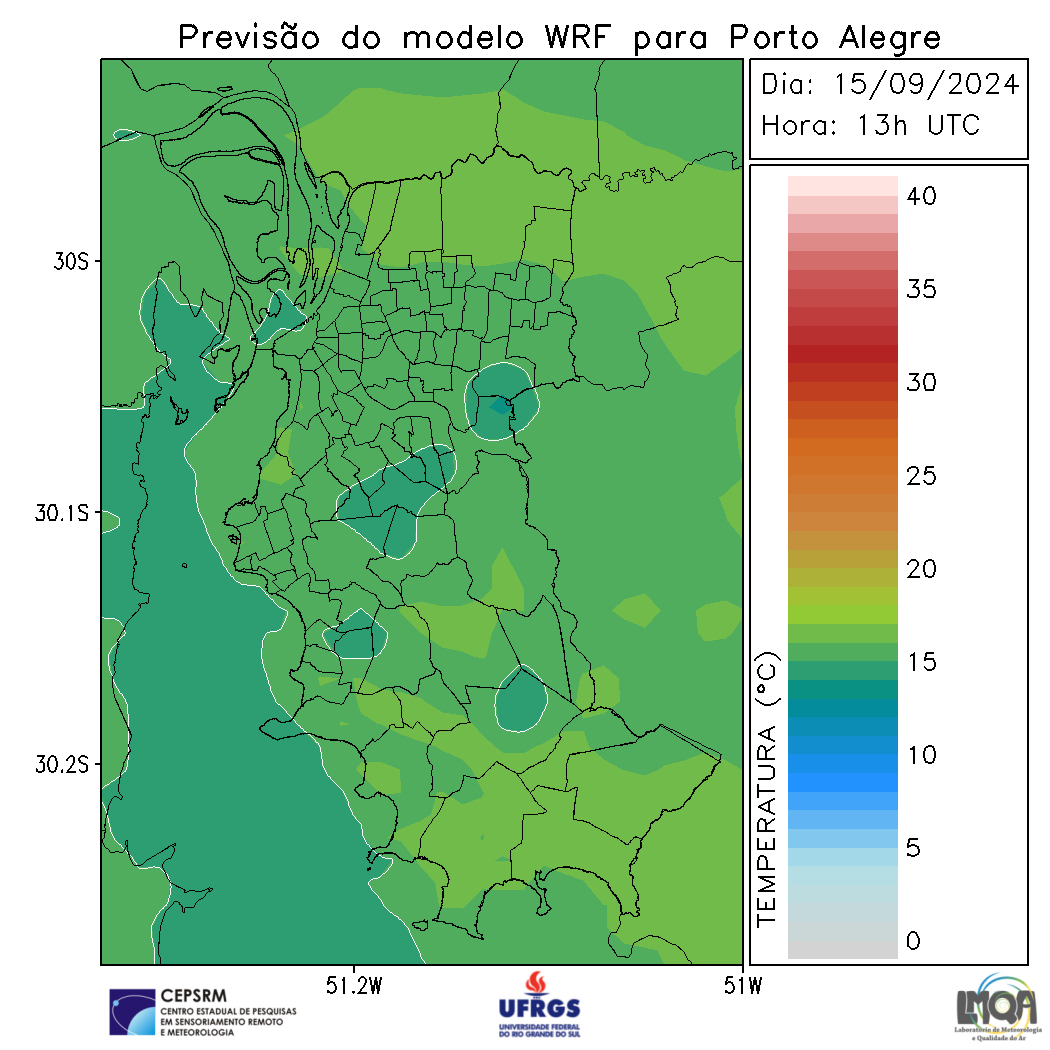 Previsão do modelo WRF para Porto Alegre
Dia: 15/09/2024
Hora: 13h UTC
40
35
30
25
20
15
10
5
0
TEMPERATURA (°C)
30S
30.1S
30.2S
51.2W
51W
CEPSRM
CENTRO ESTADUAL DE PESQUISAS
EM SENSORIAMENTO REMOTO
E METEOROLOGIA
UFRGS
UNIVERSIDADE FEDERAL
DO RIO GRANDE DO SUL
LMQA
Laboratório de Meteorologia
e Qualidade do Ar